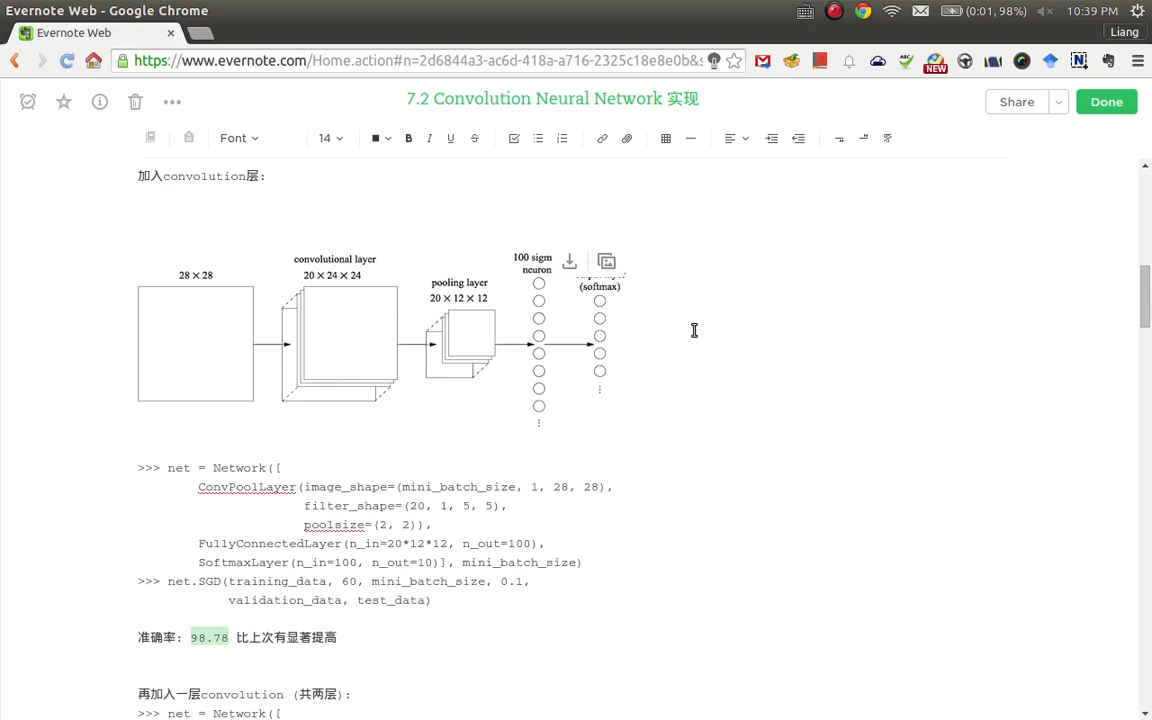 Evernote Web - Google Chrome
(0:01, 98%)
10:39 PM
Evernote Web
Liang
https://www.evernote.com/Home.action#n=2d6844a3-ac6d-418a-a716-2325c18e8e0b&s
NEW
7.2 Convolution Neural Network 实现
Share
Done
Font
14
B I U
加入convolution层:
28 × 28
convolutional layer
20 × 24 × 24
pooling layer
20 × 12 × 12
100 sigm
neuron
(softmax)
>>> net = Network([
ConvPoolLayer(image_shape=(mini_batch_size, 1, 28, 28),
filter_shape=(20, 1, 5, 5),
poolsize=(2, 2)),
FullyConnectedLayer(n_in=20*12*12, n_out=100),
SoftmaxLayer(n_in=100, n_out=10)], mini_batch_size)
>>> net.SGD(training_data, 60, mini_batch_size, 0.1,
validation_data, test_data)
准确率: 98.78 比上次有显著提高
再加入一层convolution (共两层):
>>> net = Network([